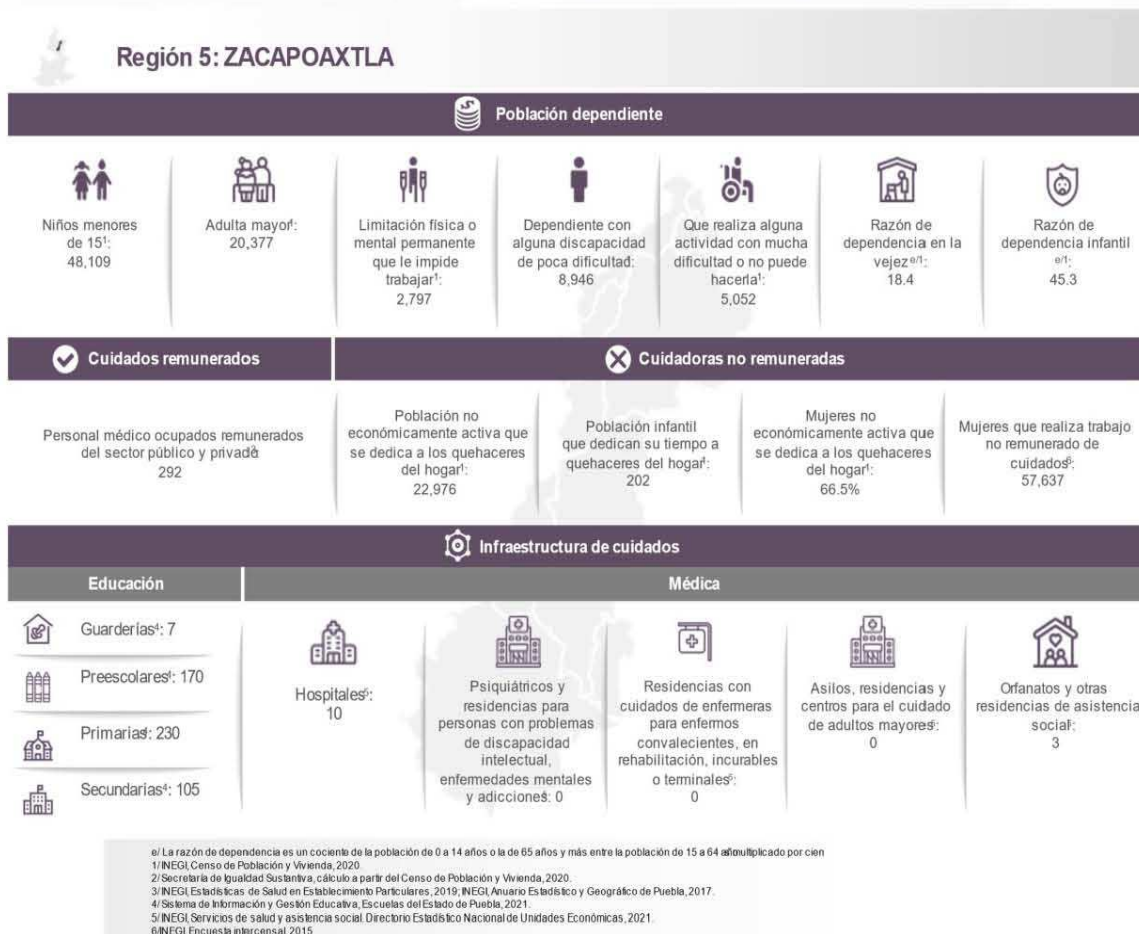 Región 5: ZACAPOAXTLA
Población dependiente
Niños menores
de 15¹:
48,109
Adulta mayor¹:
20,377
Limitación física o
mental permanente
que le impide
trabajar¹:
2,797
Dependiente con
alguna discapacidad
de poca dificultad:
8,946
Que realiza alguna
actividad con mucha
dificultad o no puede
hacerla¹:
5,052
Razón de
dependencia en la
vejez e/1:
18.4
Razón de
dependencia infantil
e/1:
45.3
Cuidados remunerados
Cuidadoras no remuneradas
Personal médico ocupados remunerados
del sector público y privado
292
Población no
económicamente activa que
se dedica a los quehaceres
del hogar¹:
22,976
Población infantil
que dedican su tiempo a
quehaceres del hogar:
202
Mujeres no
económicamente activa que
se dedica a los quehaceres
del hogar¹:
66.5%
Mujeres que realiza trabajo
no remunerado de
cuidados⁶:
57,637
Infraestructura de cuidados
Educación
Médica
Guarderías⁴: 7
Preescolares⁴: 170
Primarias⁴: 230
Secundarias⁴: 105
Hospitales⁵:
10
Psiquiátricos y
residencias para
personas con problemas
de discapacidad
intelectual,
enfermedades mentales
y adicciones: 0
Residencias con
cuidados de enfermeras
para enfermos
convalecientes, en
rehabilitación, incurables
o terminales⁵:
0
Asilos, residencias y
centros para el cuidado
de adultos mayores⁵:
0
Orfanatos y otras
residencias de asistencia
social⁵:
3
e/ La razón de dependencia es un cociente de la población de 0 a 14 años o la de 65 años y más entre la población de 15 a 64 años multiplicado por cien
1/INEGI, Censo de Población y Vivienda, 2020.
2/Secretaría de Igualdad Sustantiva, cálculo a partir del Censo de Población y Vivienda, 2020.
3/INEGI, Estadísticas de Salud en Establecimiento Particulares, 2019; INEGI, Anuario Estadístico y Geográfico de Puebla, 2017.
4/Sistema de Información y Gestión Educativa, Escuelas del Estado de Puebla, 2021.
5/INEGI, Servicios de salud y asistencia social. Directorio Estadístico Nacional de Unidades Económicas, 2021.
6/INEGI, Encuesta intercensal, 2015